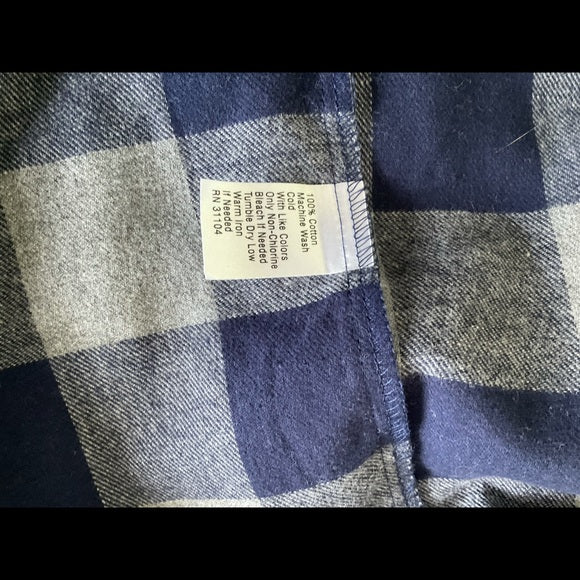 100% Cotton
Machine Wash
Cold
With Like Colors
Only Non-Chlorine
Bleach If Needed
Tumble Dry Low
Warm Iron
If Needed
RN 31104